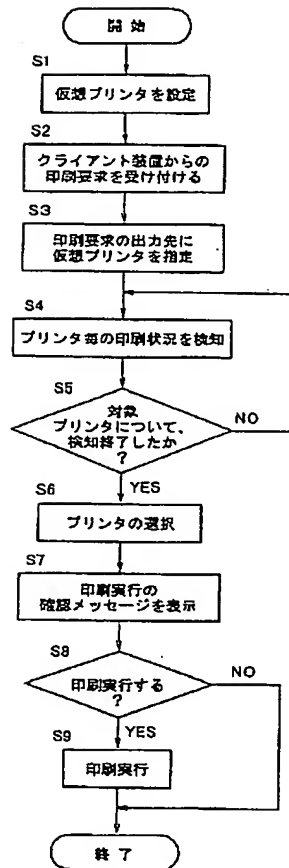 開 始
S1
仮想プリンタを設定
S2
クライアント装置からの
印刷要求を受け付ける
S3
印刷要求の出力先に
仮想プリンタを指定
S4
プリンタ毎の印刷状況を検知
S5
対象
プリンタについて、
検知終了したか
?
NO
YES
S6
プリンタの選択
S7
印刷実行の
確認メッセージを表示
S8
印刷実行する
?
NO
YES
S9
印刷実行
終 了